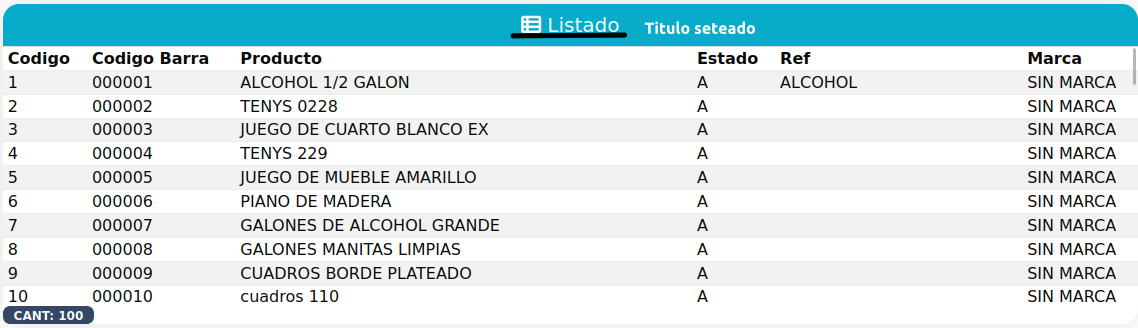 Listado Titulo seteado
Codigo Codigo Barra Producto Estado Ref Marca
1 000001 ALCOHOL 1/2 GALON A ALCOHOL SIN MARCA
2 000002 TENYS 0228 A SIN MARCA
3 000003 JUEGO DE CUARTO BLANCO EX A SIN MARCA
4 000004 TENYS 229 A SIN MARCA
5 000005 JUEGO DE MUEBLE AMARILLO A SIN MARCA
6 000006 PIANO DE MADERA A SIN MARCA
7 000007 GALONES DE ALCOHOL GRANDE A SIN MARCA
8 000008 GALONES MANITAS LIMPIAS A SIN MARCA
9 000009 CUADROS BORDE PLATEADO A SIN MARCA
10 000010 cuadros 110 A SIN MARCA
CANT: 100